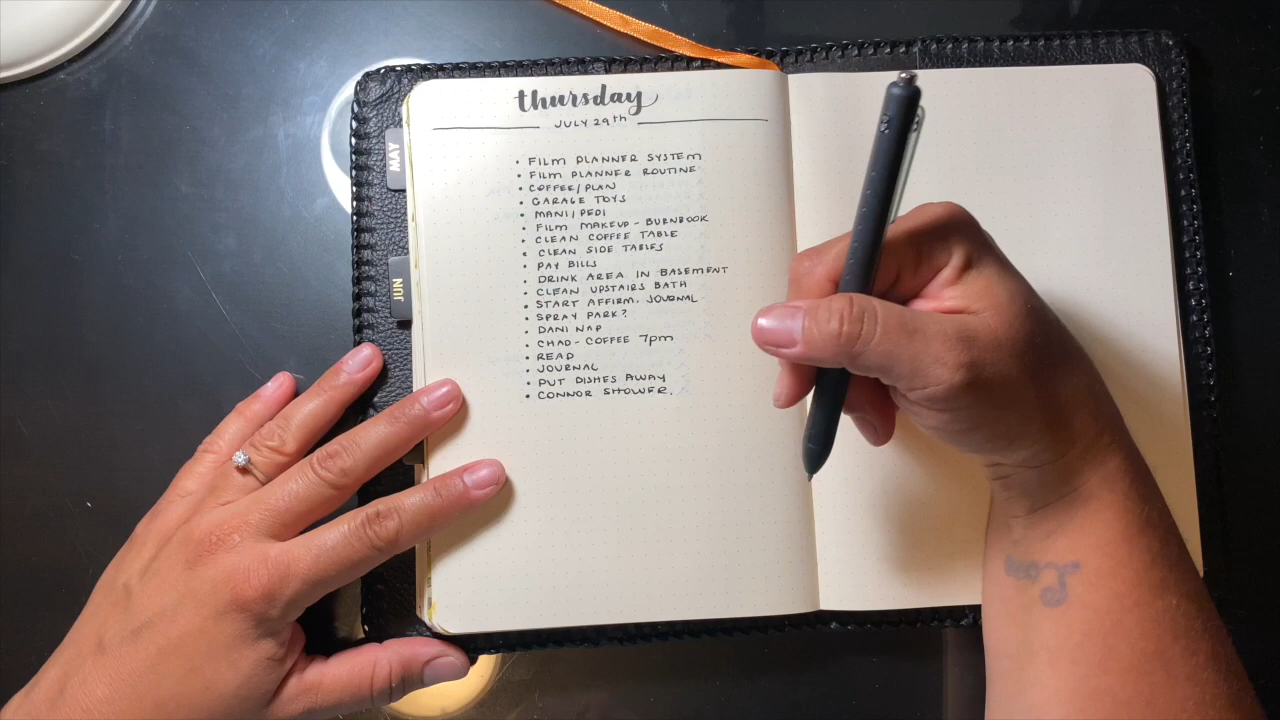 thursday
JULY 29th
• FILM PLANNER SYSTEM
• FILM PLANNER ROUTINE
• COFFEE/PLAN
• GARAGE TOYS
• MANI/PEDI
• FILM MAKEUP - BURNBOOK
• CLEAN COFFEE TABLE
• CLEAN SIDE TABLES
• PAY BILLS
• DRINK AREA IN BASEMENT
• CLEAN UPSTAIRS BATH
• START AFFIRM. JOURNAL
• SPRAY PARK?
• DANI NAP
• CHAD - COFFEE 7pm
• READ
• JOURNAL
• PUT DISHES AWAY
• CONNOR SHOWER.
MAY
JUN